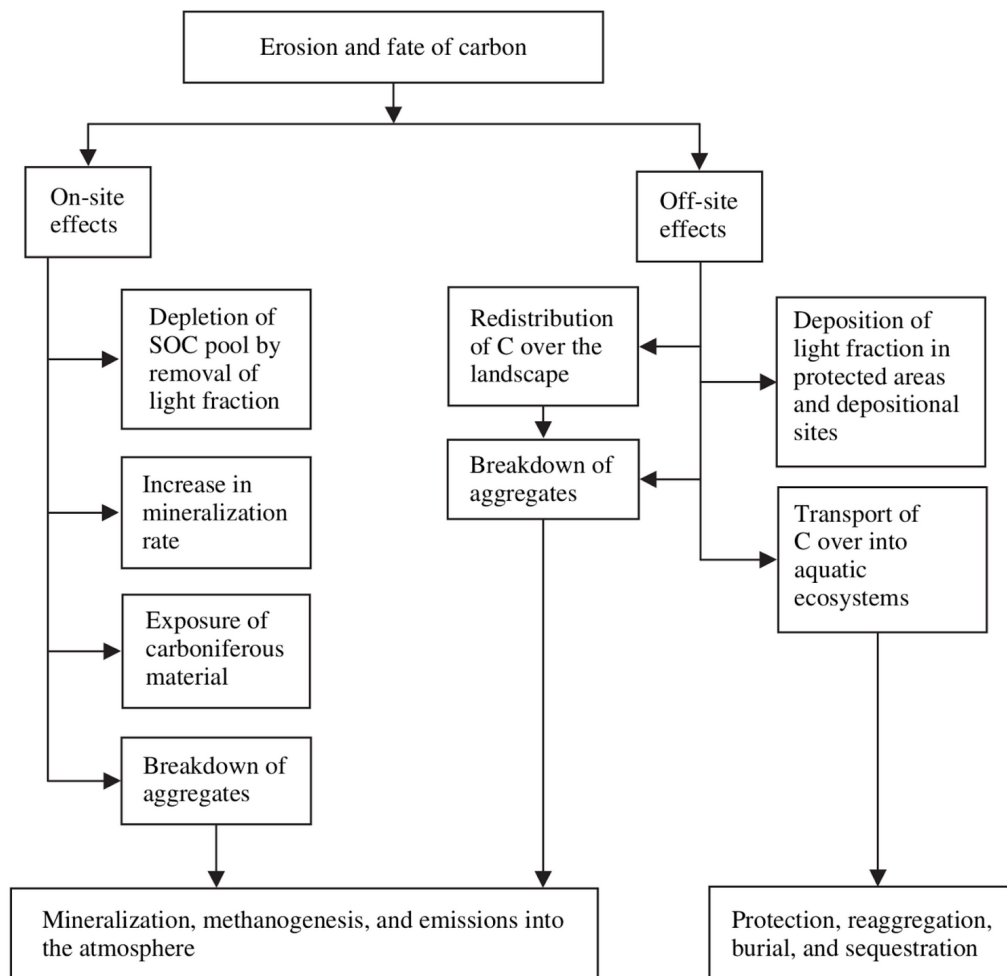 Erosion and fate of carbon
On-site
effects
Depletion of
SOC pool by
removal of
light fraction
Increase in
mineralization
rate
Exposure of
carboniferous
material
Breakdown of
aggregates
Off-site
effects
Redistribution
of C over the
landscape
Breakdown of
aggregates
Deposition of
light fraction in
protected areas
and depositional
sites
Transport of
C over into
aquatic
ecosystems
Mineralization, methanogenesis, and emissions into
the atmosphere
Protection, reaggregation,
burial, and sequestration